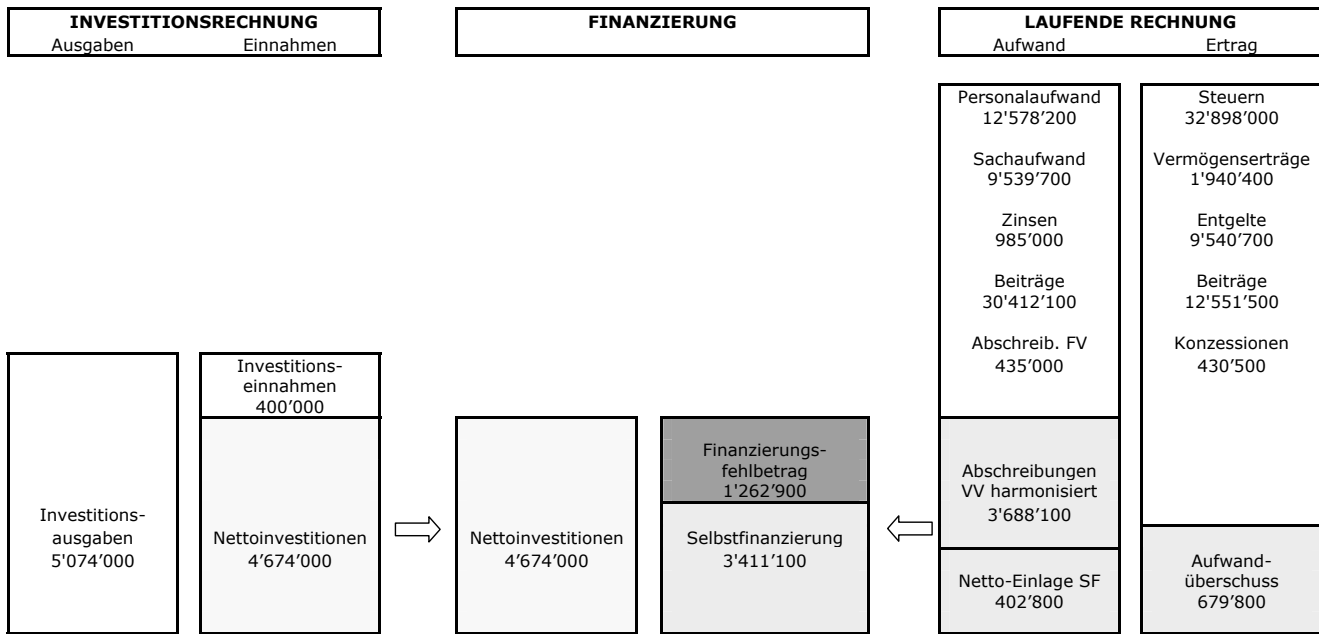 INVESTITIONSRECHNUNG
Ausgaben Einnahmen
FINANZIERUNG
LAUFENDE RECHNUNG
Aufwand Ertrag
Personalaufwand
12'578’200
Sachaufwand
9'539’700
Zinsen
985’000
Beiträge
30'412’100
Abschreib. FV
435’000
Steuern
32'898’000
Vermögenserträge
1'940’400
Entgelte
9'540’700
Beiträge
12’551’500
Konzessionen
430’500
Investitions-
ausgaben
5'074’000
Investitions-
einnahmen
400’000
Nettoinvestitionen
4’674’000
Nettoinvestitionen
4’674’000
Finanzierungs-
fehlbetrag
1'262’900
Selbstfinanzierung
3'411’100
Abschreibungen
VV harmonisiert
3'688’100
Netto-Einlage SF
402’800
Aufwand-
überschuss
679’800